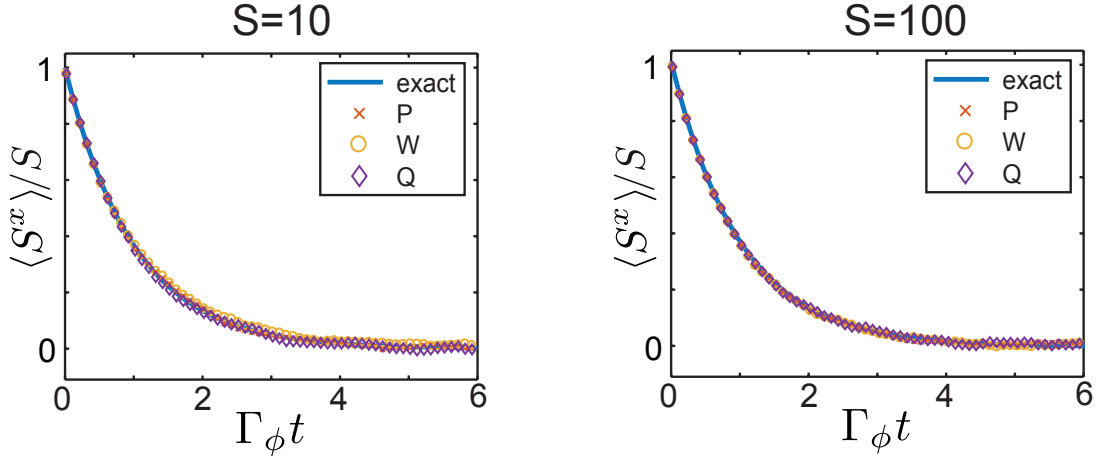 S=10
1
0
⟨S^x⟩/S
exact
P
W
Q
0 2 4 6
Γ_ϕ t
S=100
1
0
⟨S^x⟩/S
exact
P
W
Q
0 2 4 6
Γ_ϕ t